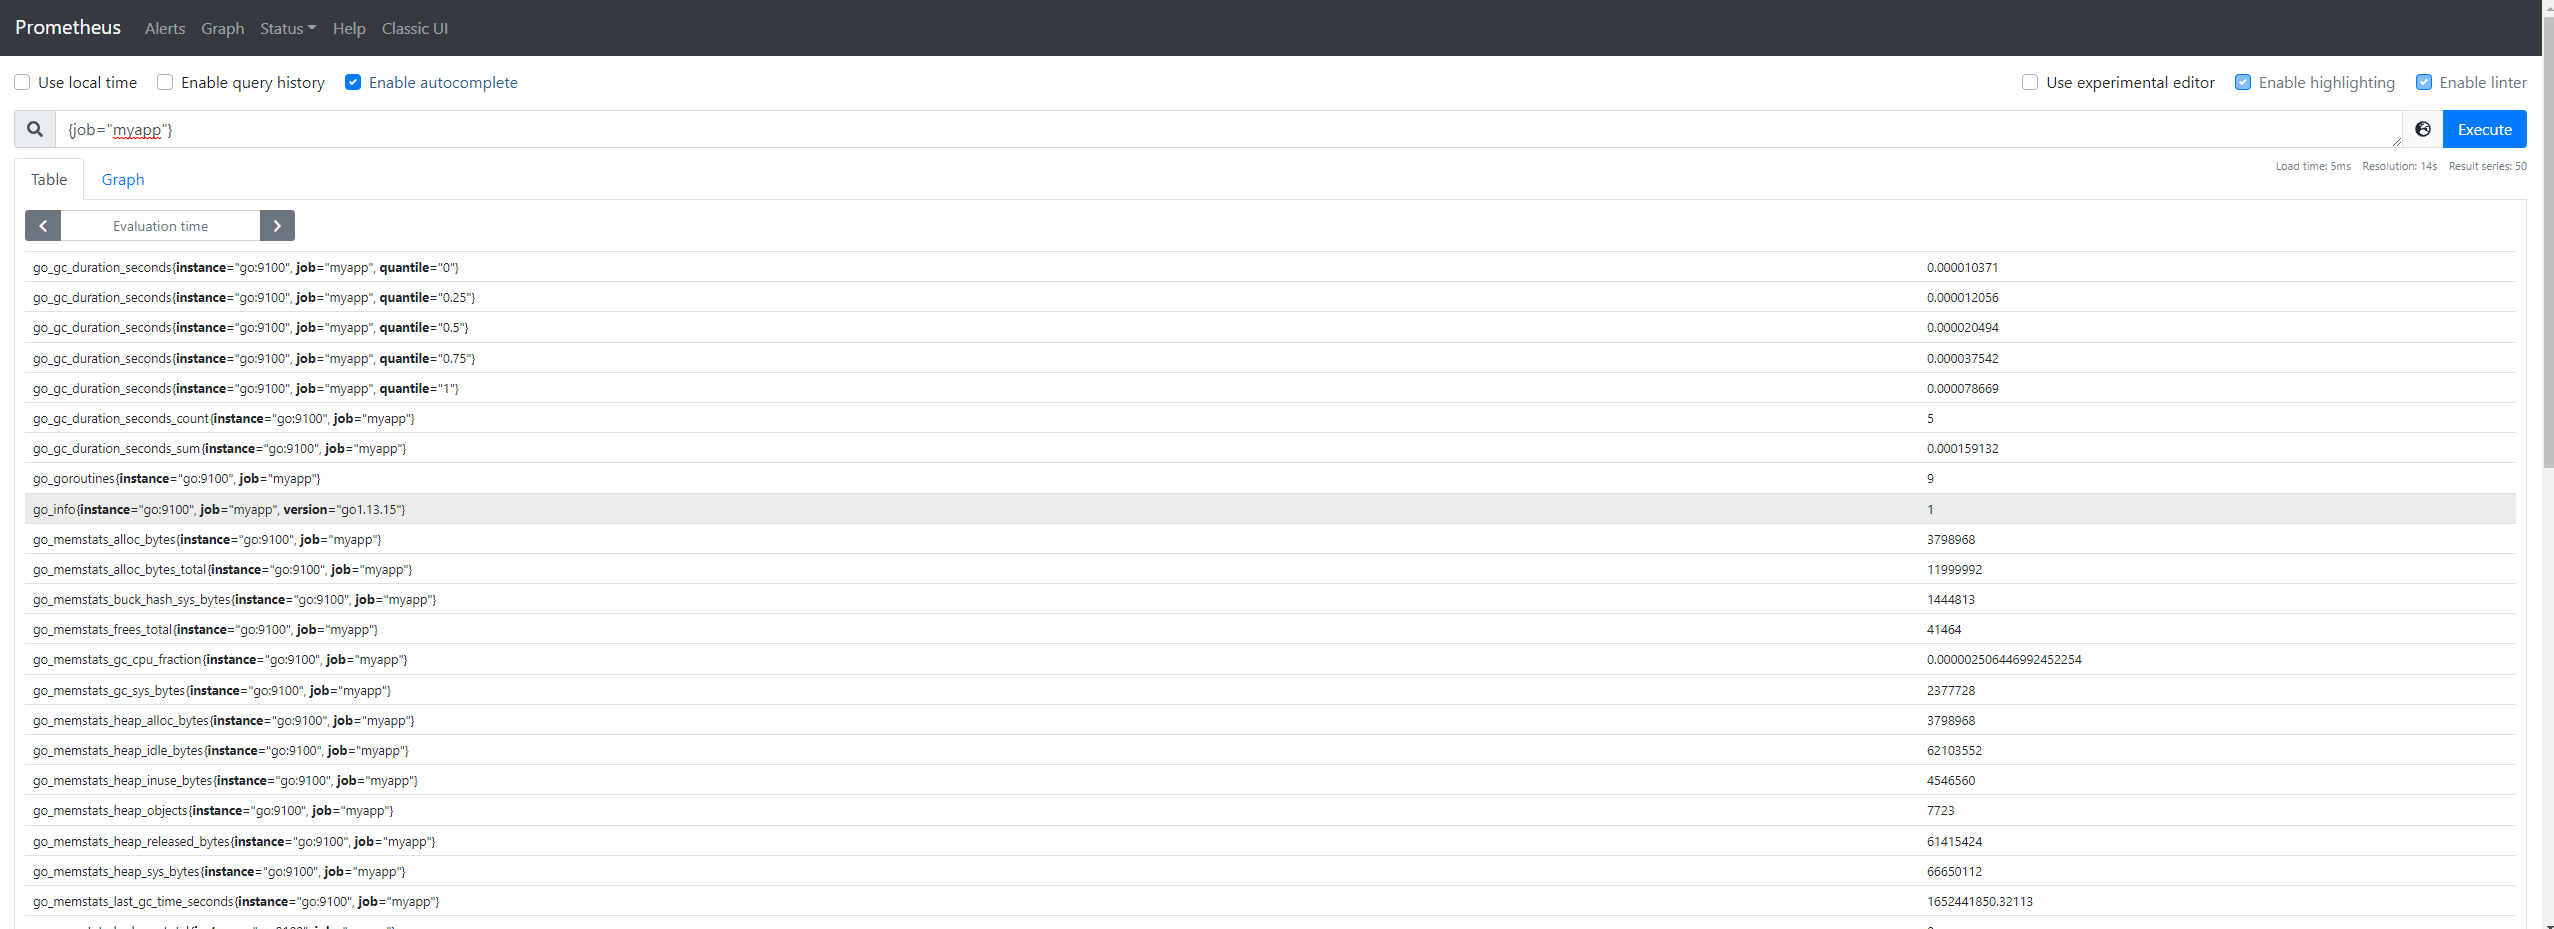 Prometheus Alerts Graph Status Help Classic UI
Use local time Enable query history Enable autocomplete Use experimental editor Enable highlighting Enable linter
{job="myapp"} Execute
Table Graph Load time: 5ms Resolution: 14s Result series: 50
Evaluation time
go_gc_duration_seconds{instance="go:9100", job="myapp", quantile="0"} 0.000010371
go_gc_duration_seconds{instance="go:9100", job="myapp", quantile="0.25"} 0.000012056
go_gc_duration_seconds{instance="go:9100", job="myapp", quantile="0.5"} 0.000020494
go_gc_duration_seconds{instance="go:9100", job="myapp", quantile="0.75"} 0.000037542
go_gc_duration_seconds{instance="go:9100", job="myapp", quantile="1"} 0.000078669
go_gc_duration_seconds_count{instance="go:9100", job="myapp"} 5
go_gc_duration_seconds_sum{instance="go:9100", job="myapp"} 0.000159132
go_goroutines{instance="go:9100", job="myapp"} 9
go_info{instance="go:9100", job="myapp", version="go1.13.15"} 1
go_memstats_alloc_bytes{instance="go:9100", job="myapp"} 3798968
go_memstats_alloc_bytes_total{instance="go:9100", job="myapp"} 11999992
go_memstats_buck_hash_sys_bytes{instance="go:9100", job="myapp"} 1444813
go_memstats_frees_total{instance="go:9100", job="myapp"} 41464
go_memstats_gc_cpu_fraction{instance="go:9100", job="myapp"} 0.000002506446992452254
go_memstats_gc_sys_bytes{instance="go:9100", job="myapp"} 2377728
go_memstats_heap_alloc_bytes{instance="go:9100", job="myapp"} 3798968
go_memstats_heap_idle_bytes{instance="go:9100", job="myapp"} 62103552
go_memstats_heap_inuse_bytes{instance="go:9100", job="myapp"} 4546560
go_memstats_heap_objects{instance="go:9100", job="myapp"} 7723
go_memstats_heap_released_bytes{instance="go:9100", job="myapp"} 61415424
go_memstats_heap_sys_bytes{instance="go:9100", job="myapp"} 66650112
go_memstats_last_gc_time_seconds{instance="go:9100", job="myapp"} 1652441850.32113